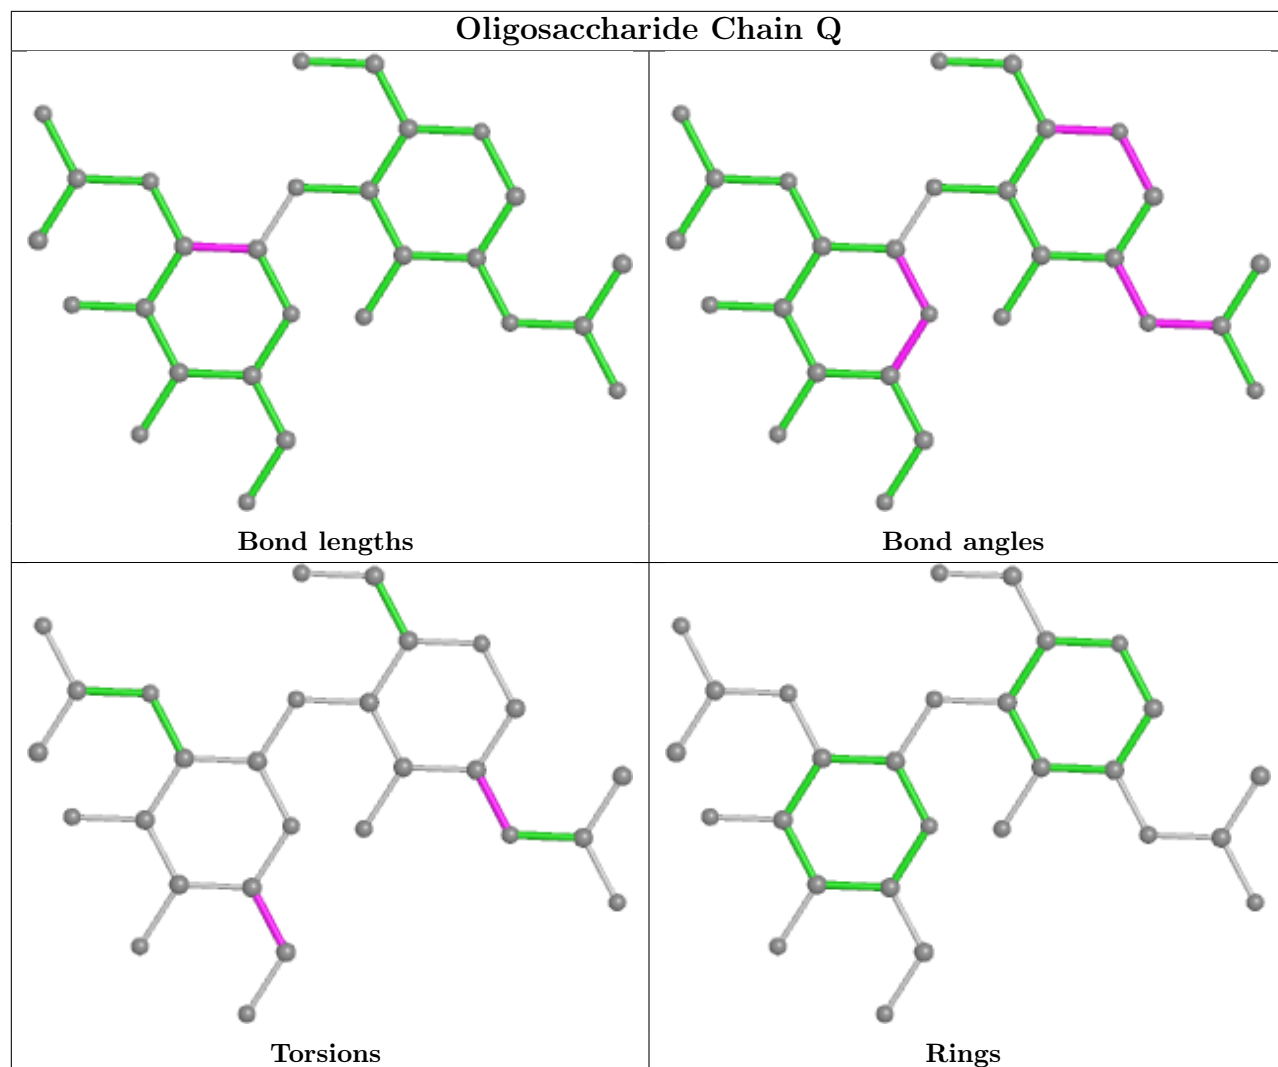 Oligosaccharide Chain Q
Bond lengths
Bond angles
Torsions
Rings